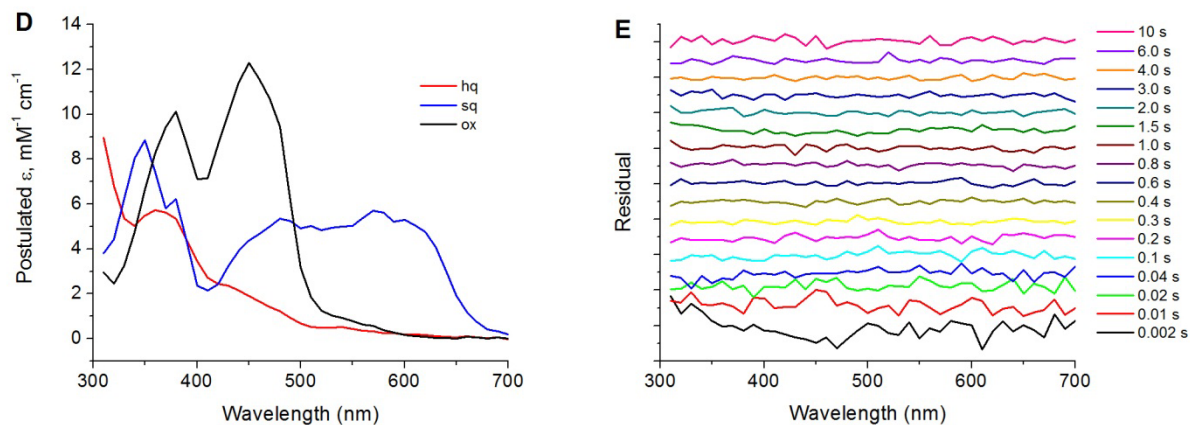 D
14
12
10
8
6
4
2
0
Postulated ε, mM⁻¹ cm⁻¹
hq
sq
ox
300 400 500 600 700
Wavelength (nm)
E
Residual
10 s
6.0 s
4.0 s
3.0 s
2.0 s
1.5 s
1.0 s
0.8 s
0.6 s
0.4 s
0.3 s
0.2 s
0.1 s
0.04 s
0.02 s
0.01 s
0.002 s
300 400 500 600 700
Wavelength (nm)